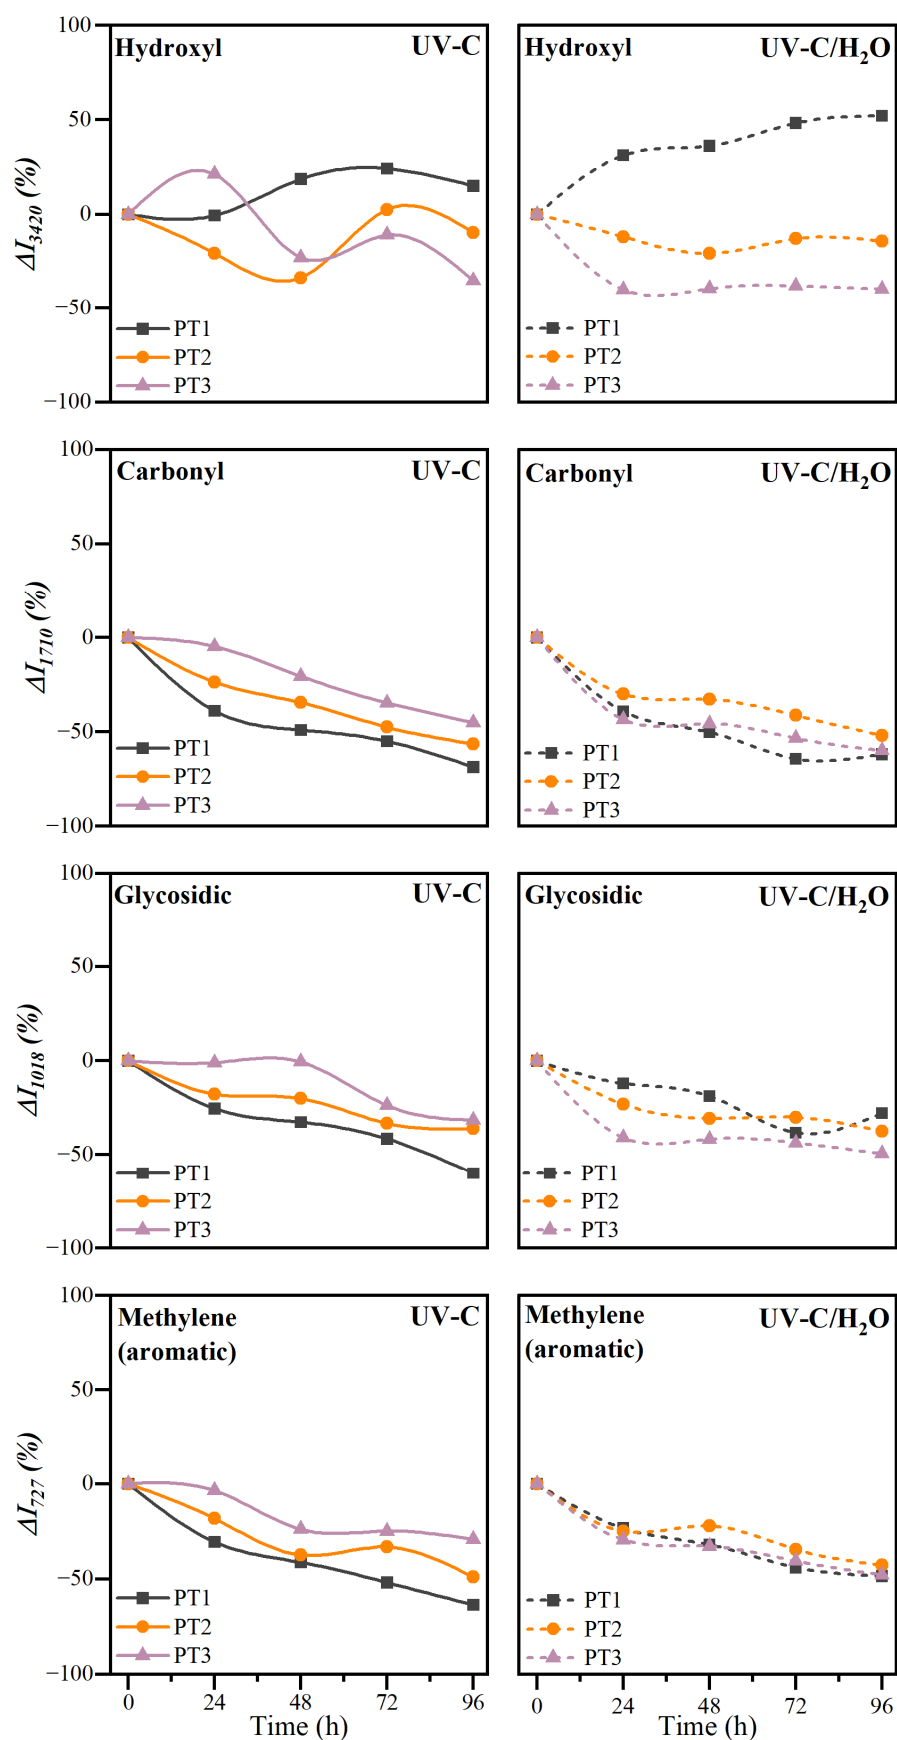 Hydroxyl UV-C
100
50
0
−50
−100
ΔI3420 (%)
PT1
PT2
PT3
Hydroxyl UV-C/H2O
PT1
PT2
PT3
Carbonyl UV-C
100
50
0
−50
−100
ΔI1710 (%)
PT1
PT2
PT3
Carbonyl UV-C/H2O
PT1
PT2
PT3
Glycosidic UV-C
100
50
0
−50
−100
ΔI1018 (%)
PT1
PT2
PT3
Glycosidic UV-C/H2O
PT1
PT2
PT3
Methylene UV-C
(aromatic)
100
50
0
−50
−100
ΔI727 (%)
PT1
PT2
PT3
0 24 48 72 96
Time (h)
Methylene UV-C/H2O
(aromatic)
PT1
PT2
PT3
0 24 48 72 96
Time (h)